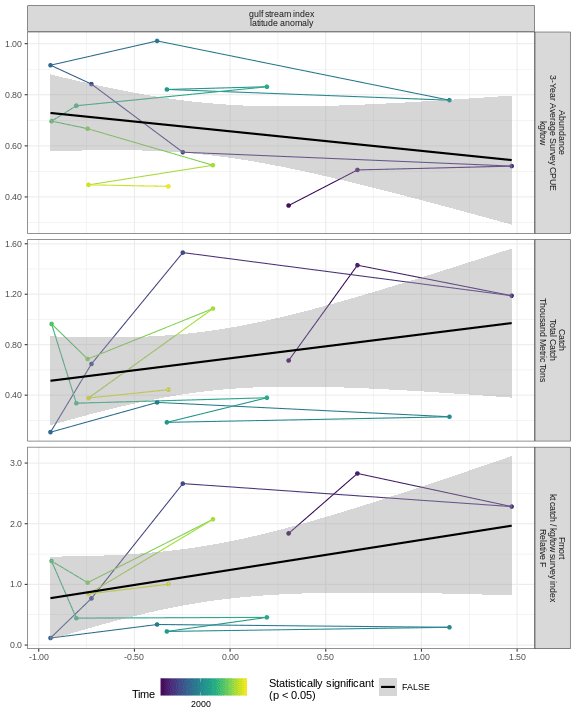 gulf stream index
latitude anomaly
1.00
0.80
0.60
0.40
Abundance
3-Year Average Survey CPUE
kg/tow
1.60
1.20
0.80
0.40
Catch
Total Catch
Thousand Metric Tons
3.0
2.0
1.0
0.0
Fmort
kt catch / kg/tow survey index
Relative F
-1.00
-0.50
0.00
0.50
1.00
1.50
Time
2000
Statistically significant
(p < 0.05)
FALSE